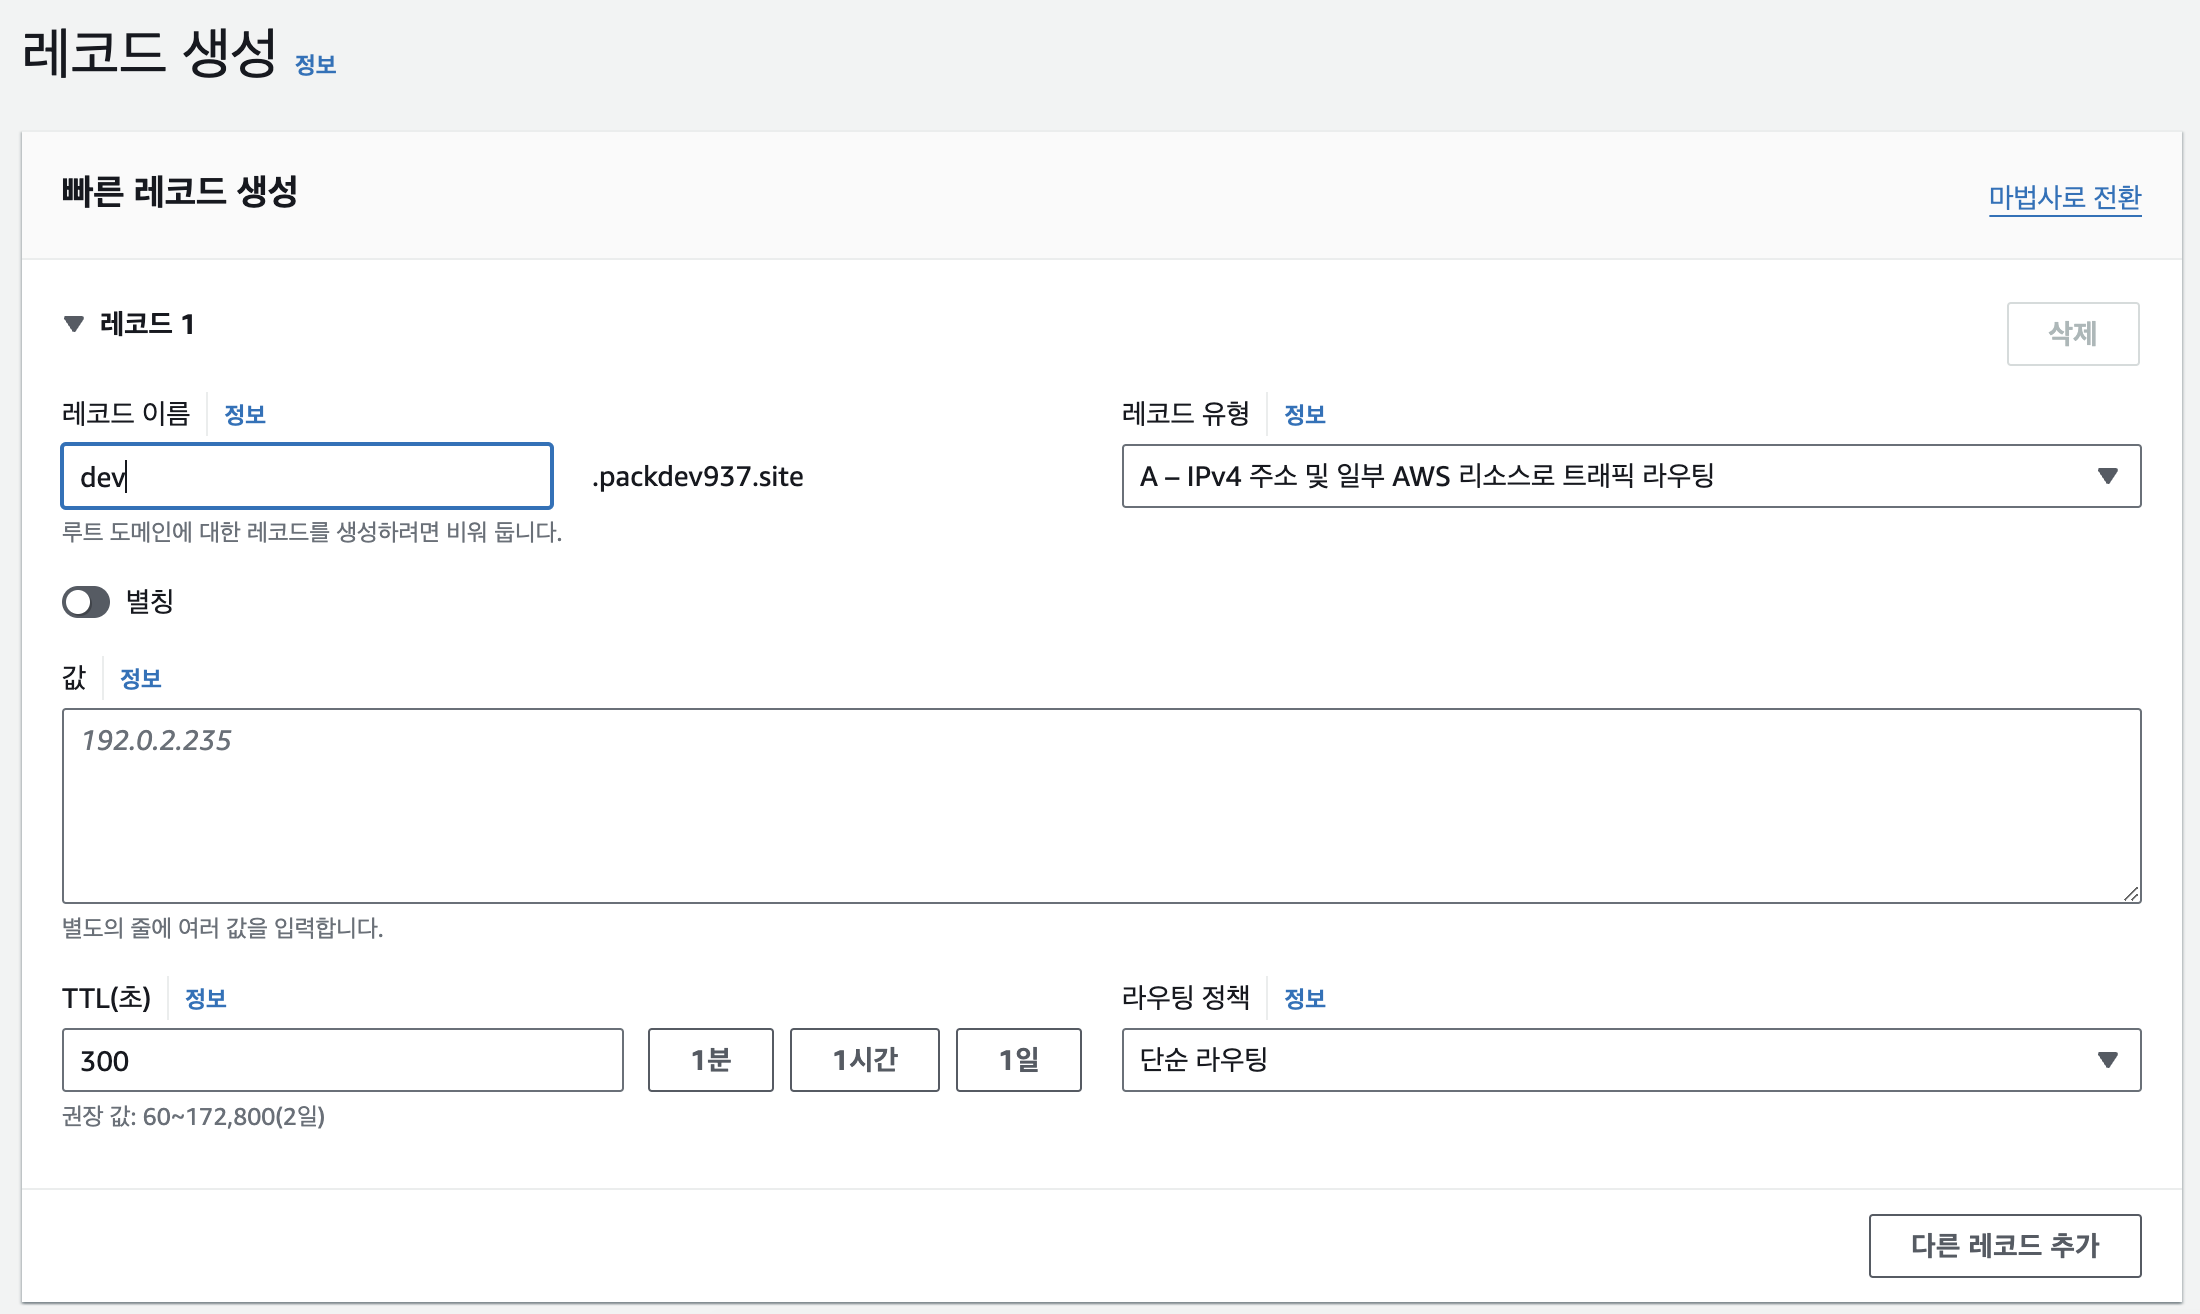 레코드 생성 정보
빠른 레코드 생성
마법사로 전환
레코드 1
삭제
레코드 이름 정보
dev .packdev937.site
루트 도메인에 대한 레코드를 생성하려면 비워 둡니다.
레코드 유형 정보
A – IPv4 주소 및 일부 AWS 리소스로 트래픽 라우팅
별칭
값 정보
192.0.2.235
별도의 줄에 여러 값을 입력합니다.
TTL(초) 정보
300 1분 1시간 1일
권장 값: 60~172,800(2일)
라우팅 정책 정보
단순 라우팅
다른 레코드 추가